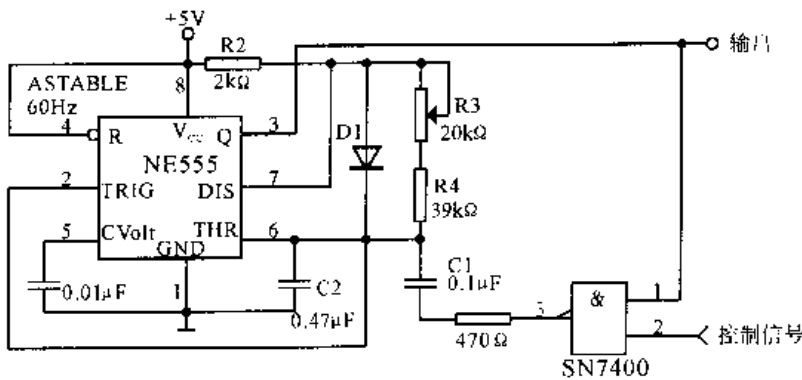 +5V
R2
2kΩ
输出
ASTABLE
60Hz
8
4
R
V_CC
Q
3
D1
R3
20kΩ
NE555
2
TRIG
DIS
7
R4
39kΩ
5
CVolt
THR
6
GND
1
0.01μF
C2
0.47μF
C1
0.1μF
470Ω
3
&
1
2
控制信号
SN7400